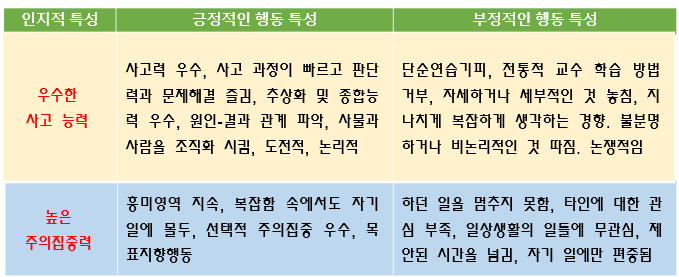 인지적 특성
긍정적인 행동 특성
부정적인 행동 특성
우수한
사고 능력
사고력 우수, 사고 과정이 빠르고 판단
력과 문제해결 즐김, 추상화 및 종합능
력 우수, 원인-결과 관계 파악, 사물과
사람을 조직화 시킴, 도전적, 논리적
단순연습기피, 전통적 교수 학습 방법
거부, 자세하거나 세부적인 것 놓침, 지
나치게 복잡하게 생각하는 경향. 불분명
하거나 비논리적인 것 따짐. 논쟁적임
높은
주의집중력
흥미영역 지속, 복잡함 속에서도 자기
일에 몰두, 선택적 주의집중 우수, 목
표지향행동
하던 일을 멈추지 못함, 타인에 대한 관
심 부족, 일상생활의 일들에 무관심, 제
안된 시간을 넘김, 자기 일에만 편중됨